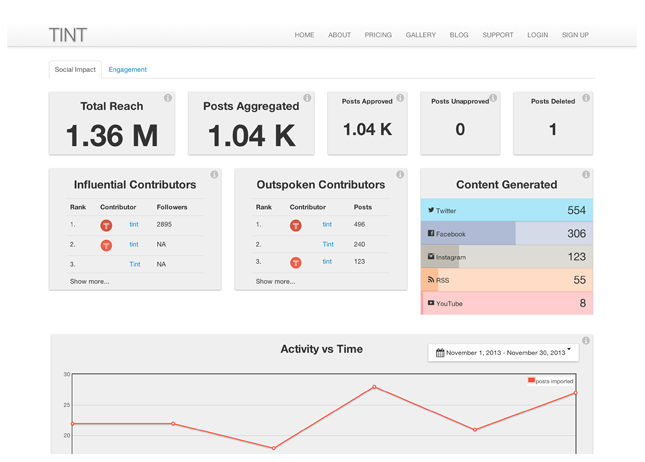 TINT
HOME ABOUT PRICING GALLERY BLOG SUPPORT LOGIN SIGN UP
Social Impact Engagement
Total Reach
1.36 M
Posts Aggregated
1.04 K
Posts Approved
1.04 K
Posts Unapproved
0
Posts Deleted
1
Influential Contributors
Rank Contributor Followers
1. tint 2895
2. tint NA
3. Tint NA
Show more...
Outspoken Contributors
Rank Contributor Posts
1. tint 496
2. Tint 240
3. tint 123
Show more...
Content Generated
Twitter 554
Facebook 306
Instagram 123
RSS 55
YouTube 8
Activity vs Time
November 1, 2013 - November 30, 2013
posts imported
30
25
20